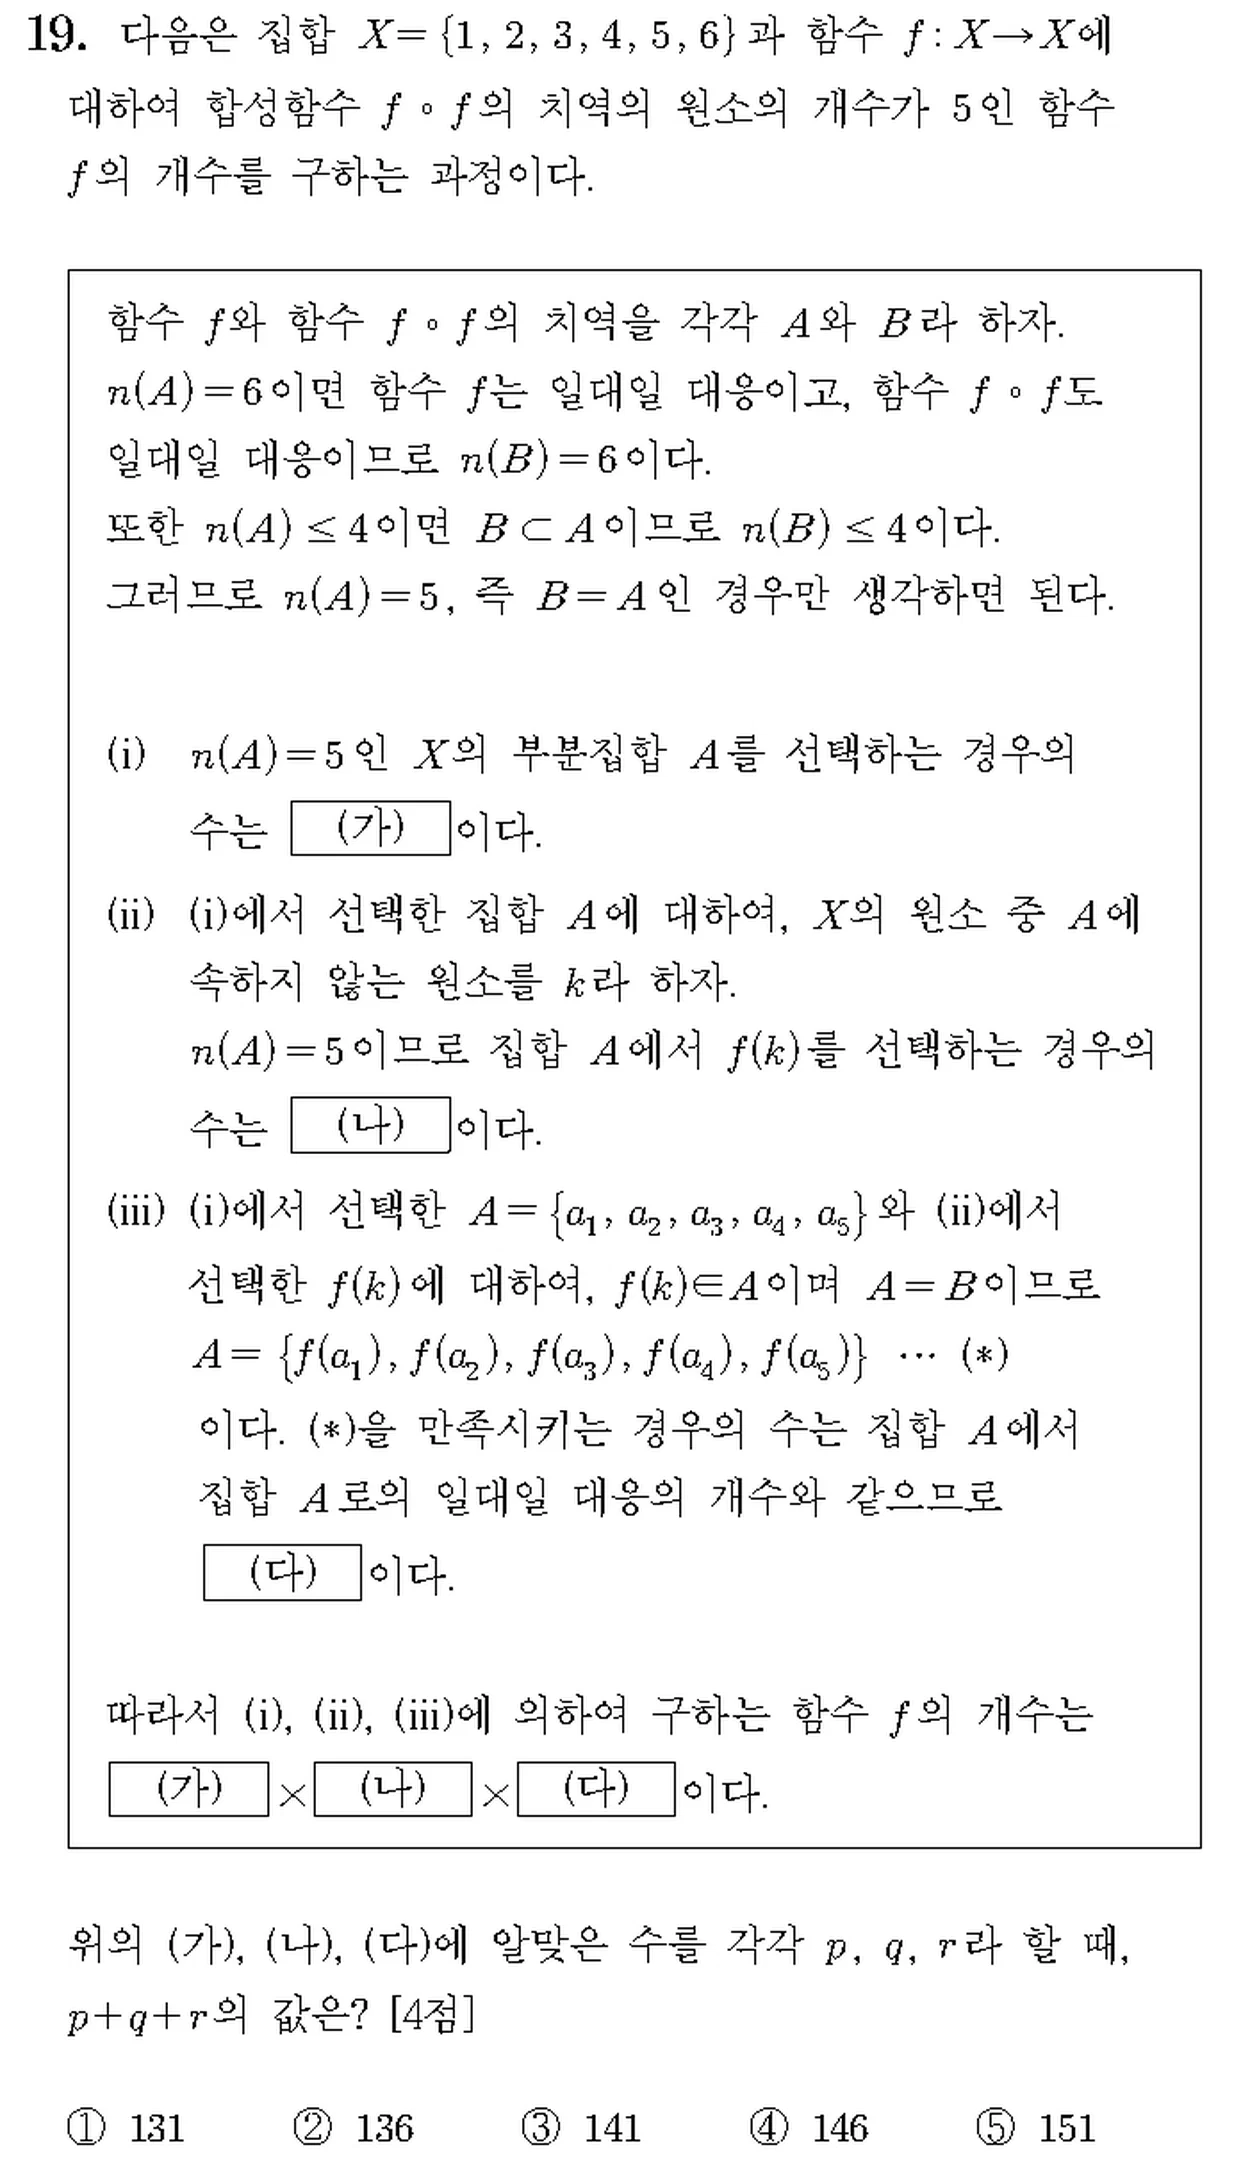 19. 다음은 집합 X={1, 2, 3, 4, 5, 6}과 함수 f : X→X에
대하여 합성함수 f∘f의 치역의 원소의 개수가 5인 함수
f의 개수를 구하는 과정이다.
함수 f와 함수 f∘f의 치역을 각각 A와 B라 하자.
n(A)=6이면 함수 f는 일대일 대응이고, 함수 f∘f도
일대일 대응이므로 n(B)=6이다.
또한 n(A)≤4이면 B⊂A이므로 n(B)≤4이다.
그러므로 n(A)=5, 즉 B=A인 경우만 생각하면 된다.
(i) n(A)=5인 X의 부분집합 A를 선택하는 경우의
수는 (가) 이다.
(ii) (i)에서 선택한 집합 A에 대하여, X의 원소 중 A에
속하지 않는 원소를 k라 하자.
n(A)=5이므로 집합 A에서 f(k)를 선택하는 경우의
수는 (나) 이다.
(iii) (i)에서 선택한 A={a₁, a₂, a₃, a₄, a₅}와 (ii)에서
선택한 f(k)에 대하여, f(k)∈A이며 A=B이므로
A={f(a₁), f(a₂), f(a₃), f(a₄), f(a₅)} ⋯ (*)
이다. (*)을 만족시키는 경우의 수는 집합 A에서
집합 A로의 일대일 대응의 개수와 같으므로
(다) 이다.
따라서 (i), (ii), (iii)에 의하여 구하는 함수 f의 개수는
(가) × (나) × (다) 이다.
위의 (가), (나), (다)에 알맞은 수를 각각 p, q, r라 할 때,
p+q+r의 값은? [4점]
① 131 ② 136 ③ 141 ④ 146 ⑤ 151